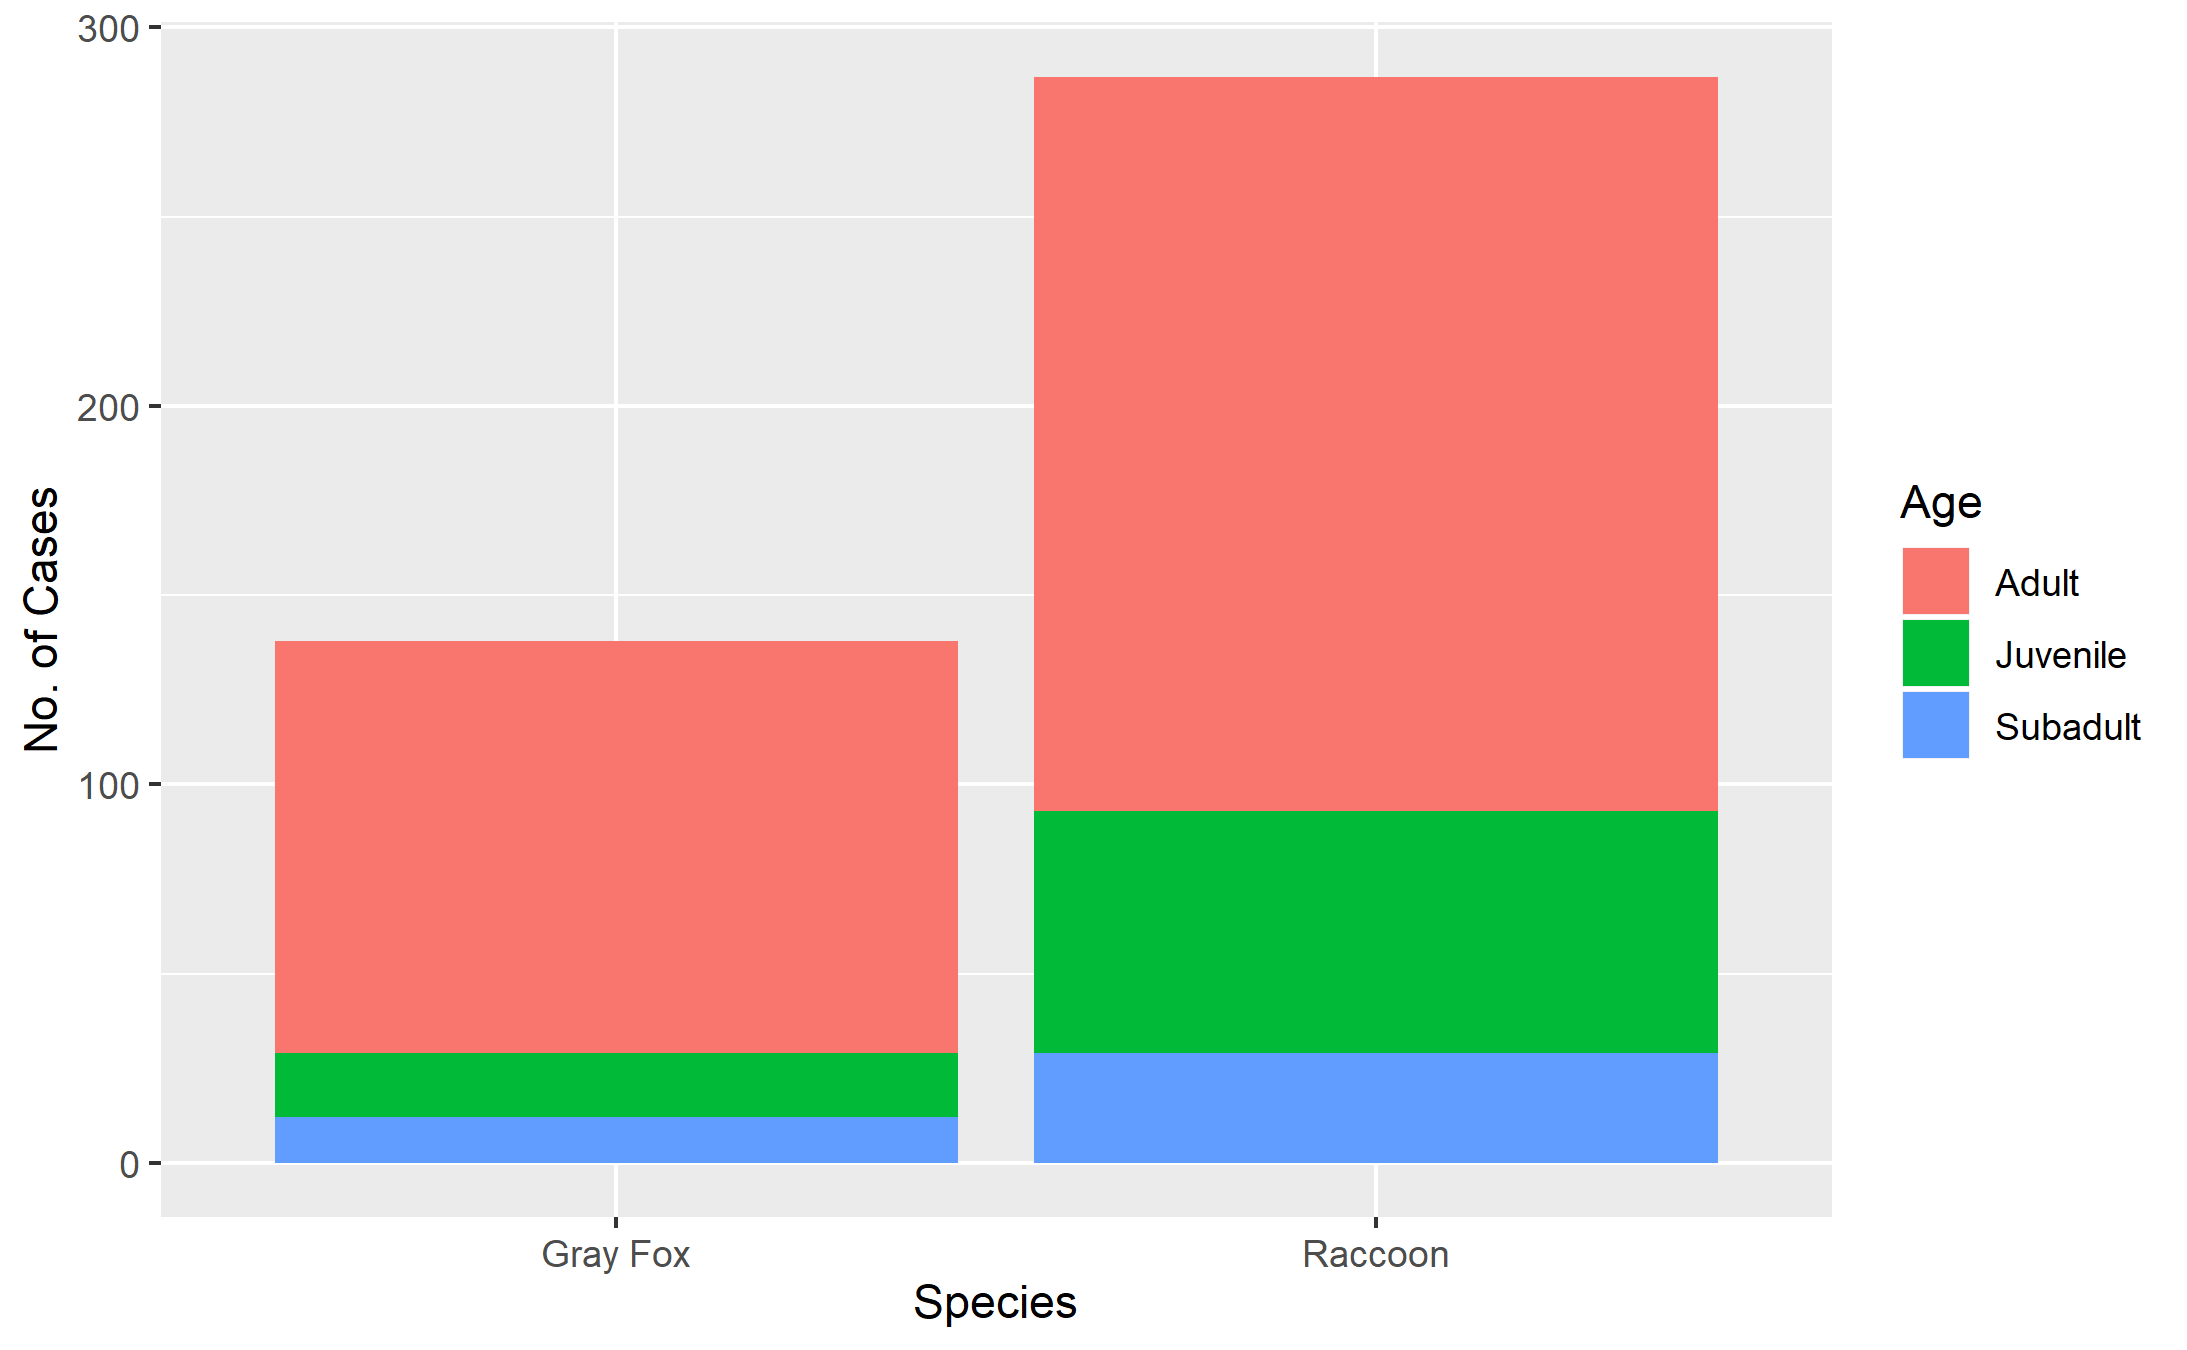 300
200
100
0
No. of Cases
Gray Fox
Raccoon
Species
Age
Adult
Juvenile
Subadult